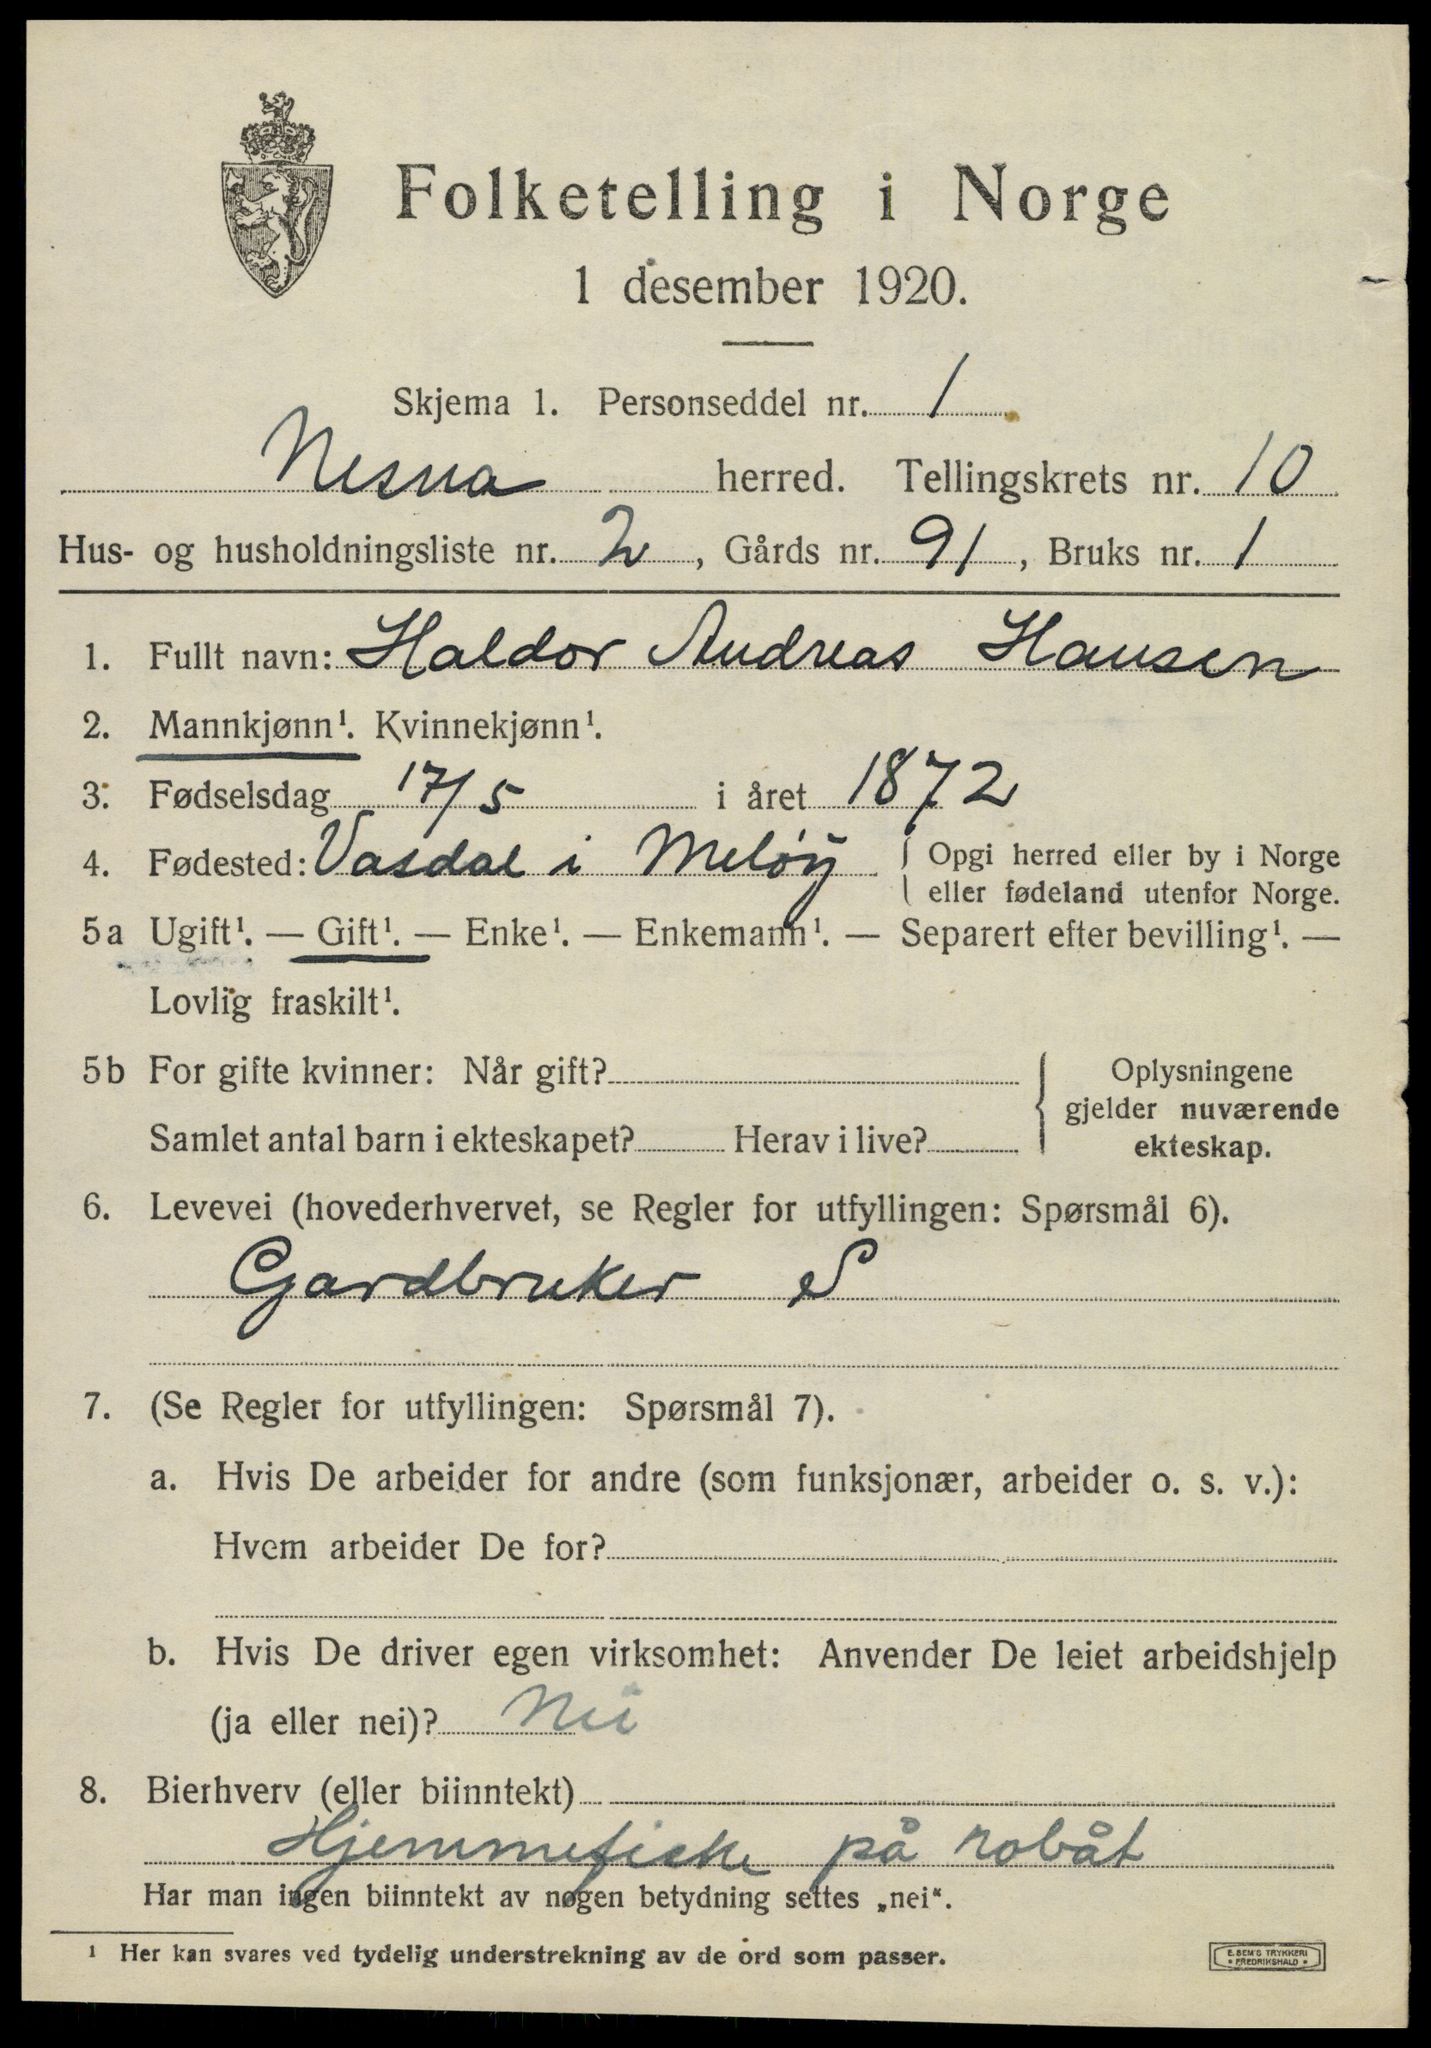 Folketelling i Norge
1 desember 1920.
Skjema 1. Personseddel nr. 1
Nesna herred. Tellingskrets nr. 10
Hus- og husholdningsliste nr. 2, Gårds nr. 91, Bruks nr. 1
1. Fullt navn: Haldor Andreas Hansen
2. Mannkjønn¹. Kvinnekjønn¹.
3. Fødselsdag 17/5 i året 1872
4. Fødested: Vasdal i Meløy { Opgi herred eller by i Norge
eller fødeland utenfor Norge.
5a Ugift¹. — Gift¹. — Enke¹. — Enkemann¹. — Separert efter bevilling¹. —
Lovlig fraskilt¹.
5b For gifte kvinner: Når gift? { Oplysningene
gjelder nuværende
Samlet antal barn i ekteskapet? Herav i live? ekteskap.
6. Levevei (hovederhvervet, se Regler for utfyllingen: Spørsmål 6).
Gardbruker S
7. (Se Regler for utfyllingen: Spørsmål 7).
a. Hvis De arbeider for andre (som funksjonær, arbeider o. s. v.):
Hvem arbeider De for?
b. Hvis De driver egen virksomhet: Anvender De leiet arbeidshjelp
(ja eller nei)? Nei
8. Bierhverv (eller biinntekt)
Hjemmefiske på robåt
Har man ingen biinntekt av nogen betydning settes „nei“.
¹ Her kan svares ved tydelig understrekning av de ord som passer.
E. SEM'S TRYKKERI
* FREDRIKSHALD *